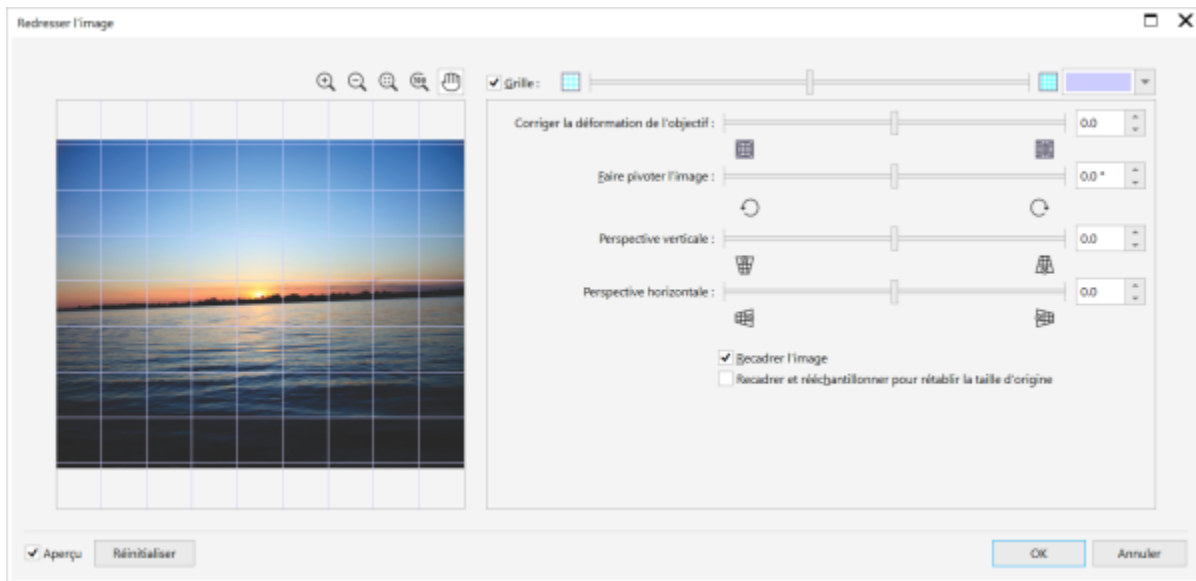 Redresser l'image
Grille :
Corriger la déformation de l'objectif : 0.0
Faire pivoter l'image : 0.0 °
Perspective verticale : 0.0
Perspective horizontale : 0.0
Recadrer l'image
Recadrer et rééchantillonner pour rétablir la taille d'origine
Aperçu Réinitialiser OK Annuler